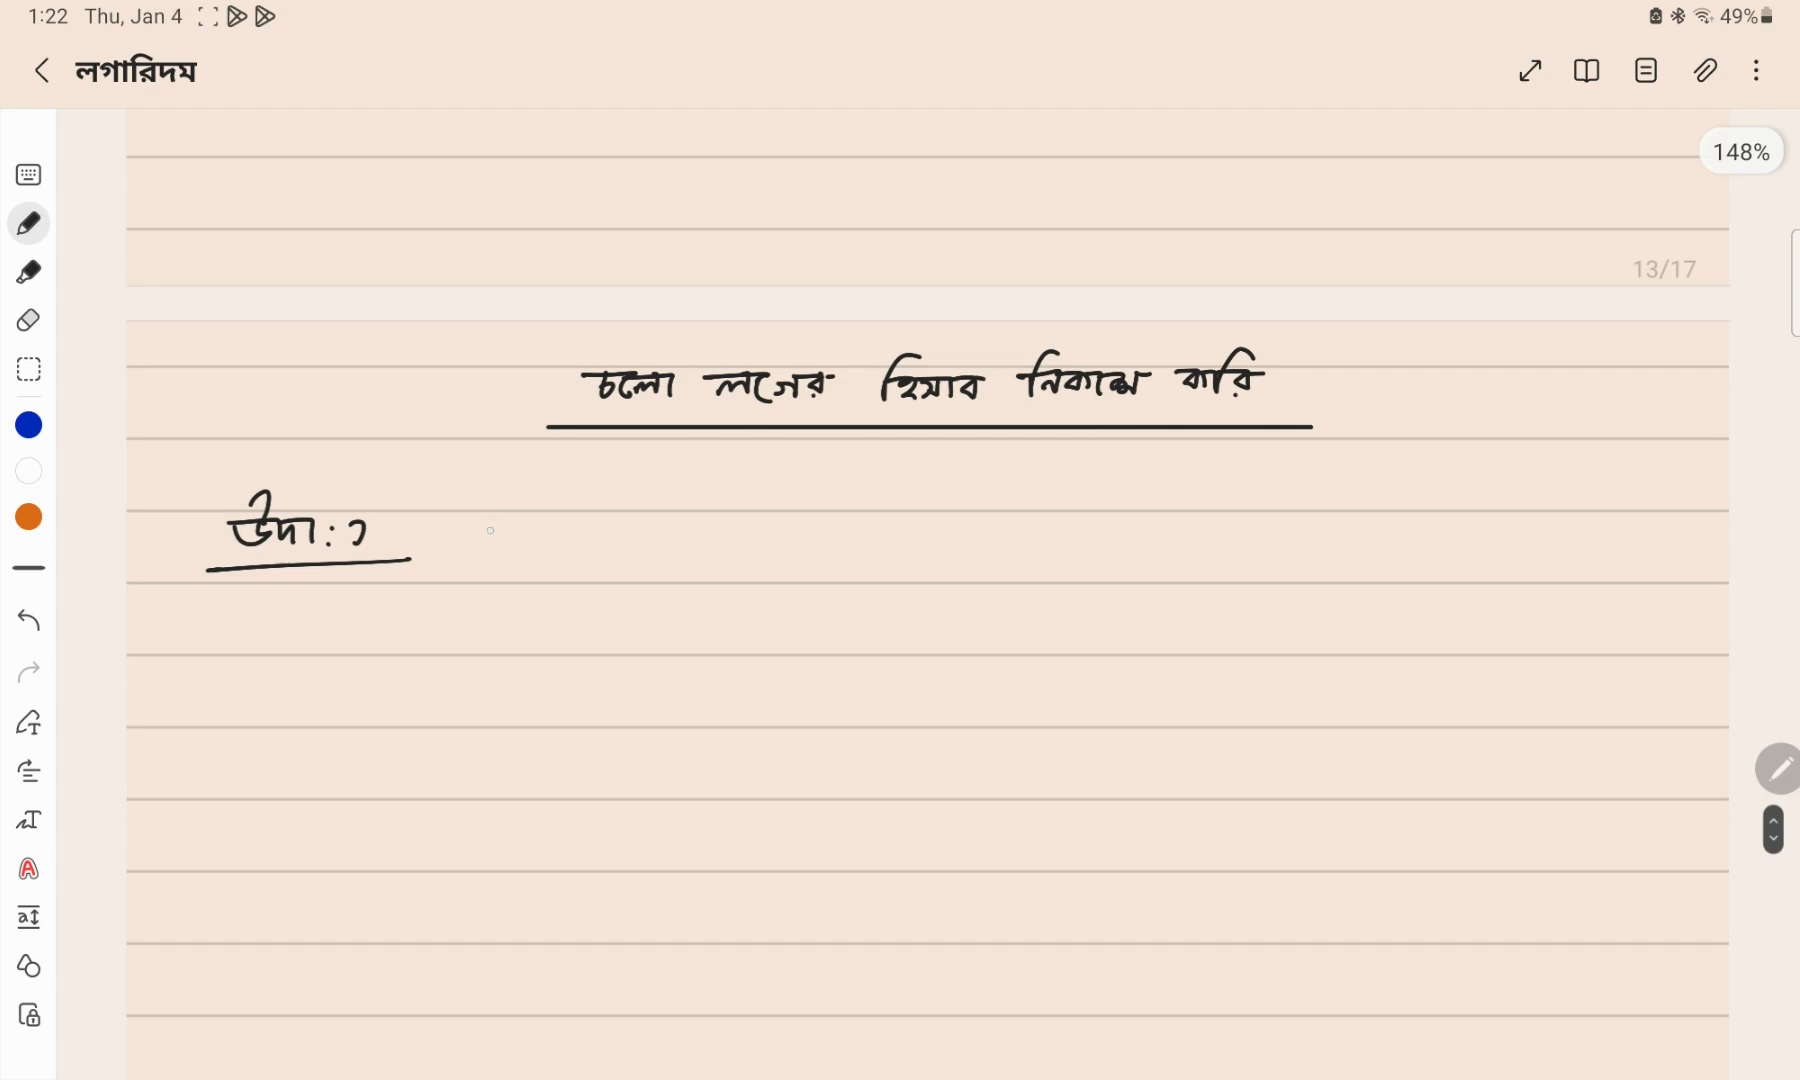 1:22 Thu, Jan 4 49%
লগারিদম
148%
13/17
চলো লগের হিসাব নিকাশ করি
উদা:১